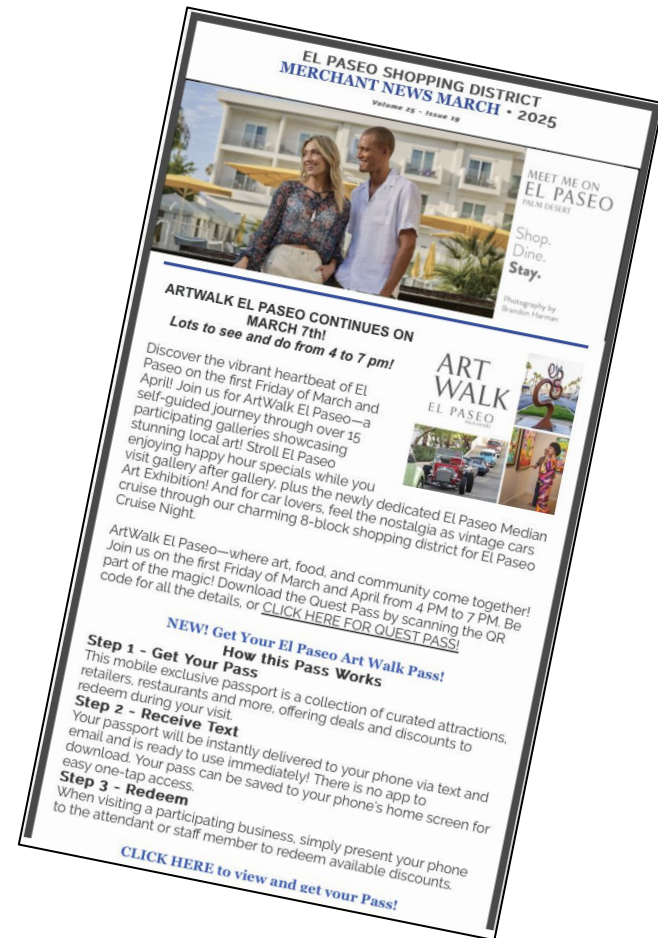 EL PASEO SHOPPING DISTRICT
MERCHANT NEWS MARCH • 2025
Volume 25 - Issue 19
MEET ME ON
EL PASEO
PALM DESERT
Shop.
Dine.
Stay.
Photography by
Brandon Harman
ARTWALK EL PASEO CONTINUES ON
MARCH 7th!
Lots to see and do from 4 to 7 pm!
ART
WALK
EL PASEO
Discover the vibrant heartbeat of El
Paseo on the first Friday of March and
April! Join us for ArtWalk El Paseo—a
self-guided journey through over 15
participating galleries showcasing
stunning local art! Stroll El Paseo
enjoying happy hour specials while you
visit gallery after gallery, plus the newly dedicated El Paseo Median
Art Exhibition! And for car lovers, feel the nostalgia as vintage cars
cruise through our charming 8-block shopping district for El Paseo
Cruise Night.
ArtWalk El Paseo—where art, food, and community come together!
Join us on the first Friday of March and April from 4 PM to 7 PM. Be
part of the magic! Download the Quest Pass by scanning the QR
code for all the details, or CLICK HERE FOR QUEST PASS!
NEW! Get Your El Paseo Art Walk Pass!
How this Pass Works
Step 1 - Get Your Pass
This mobile exclusive passport is a collection of curated attractions,
retailers, restaurants and more, offering deals and discounts to
redeem during your visit.
Step 2 - Receive Text
Your passport will be instantly delivered to your phone via text and
email and is ready to use immediately! There is no app to
download. Your pass can be saved to your phone's home screen for
easy one-tap access.
Step 3 - Redeem
When visiting a participating business, simply present your phone
to the attendant or staff member to redeem available discounts.
CLICK HERE to view and get your Pass!